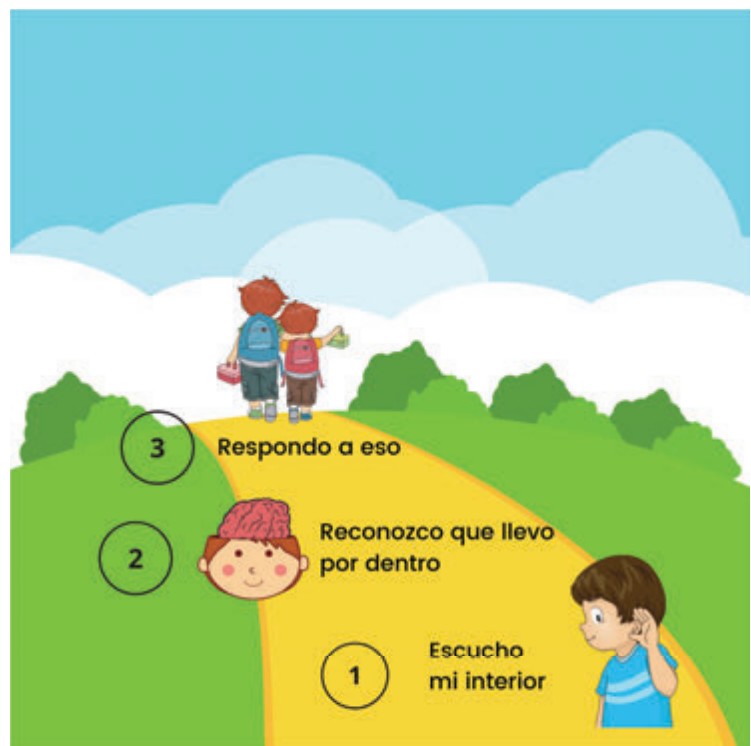 3
Respondo a eso
2
Reconozco que llevo
por dentro
1
Escucho
mi interior